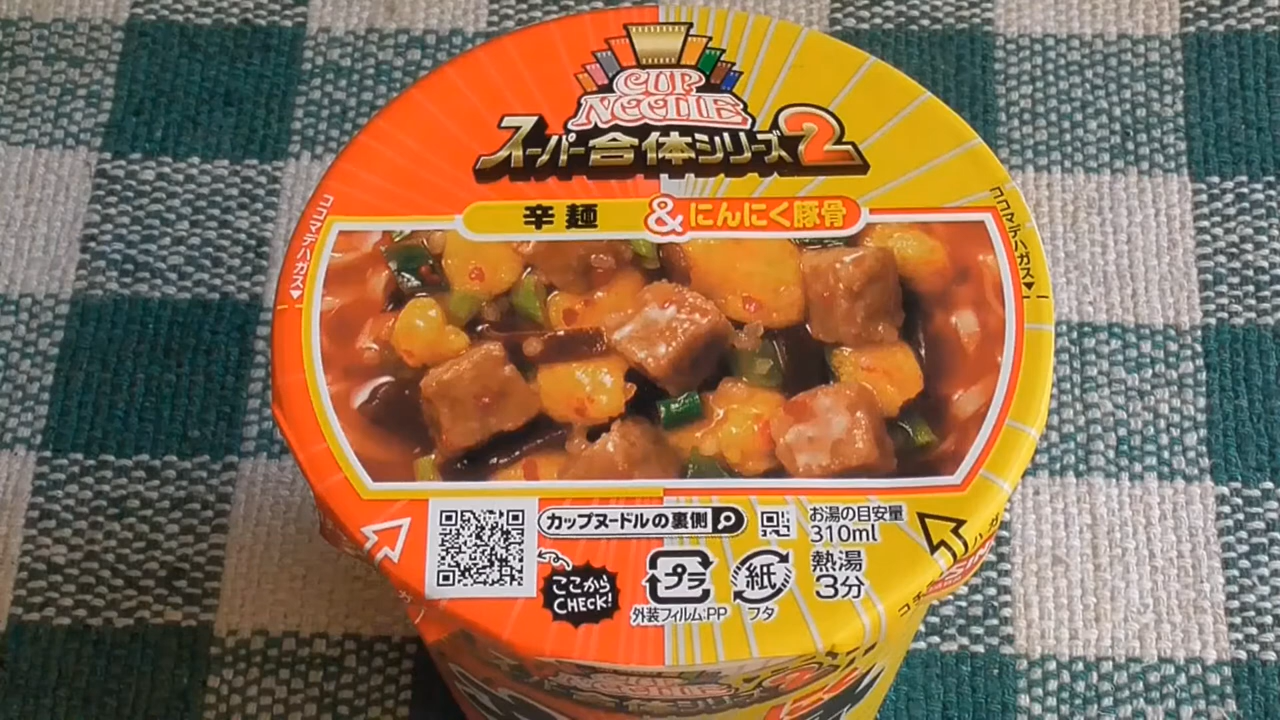 CUP
NOODLE
スーパー合体シリーズ2
辛麺 & にんにく豚骨
ココマデハガス▼
ココマデハガス▼
カップヌードルの裏側
お湯の目安量
310ml
熱湯
3分
ここから
CHECK!
プラ
紙
外装フィルム:PP フタ